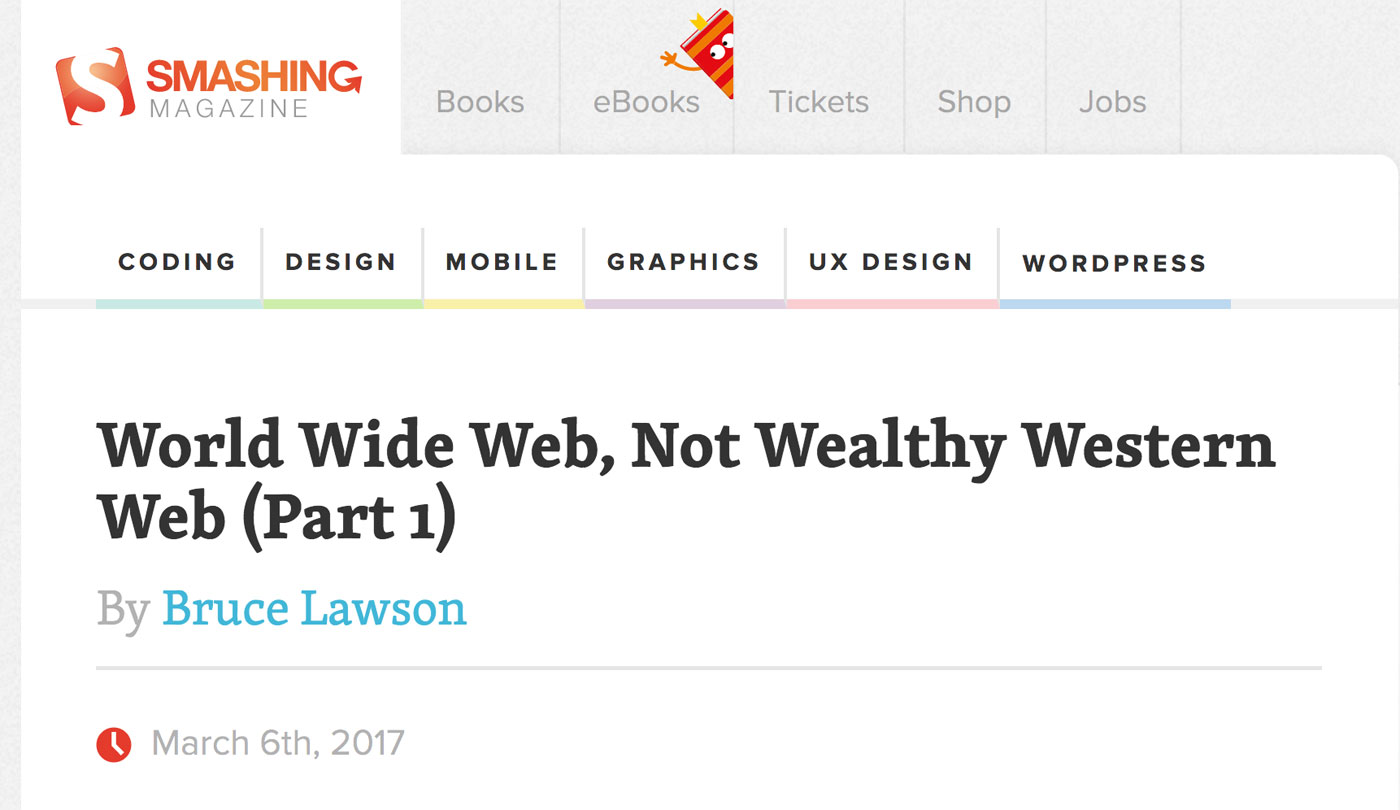 SMASHING
MAGAZINE
Books eBooks Tickets Shop Jobs
CODING DESIGN MOBILE GRAPHICS UX DESIGN WORDPRESS
World Wide Web, Not Wealthy Western
Web (Part 1)
By Bruce Lawson
March 6th, 2017